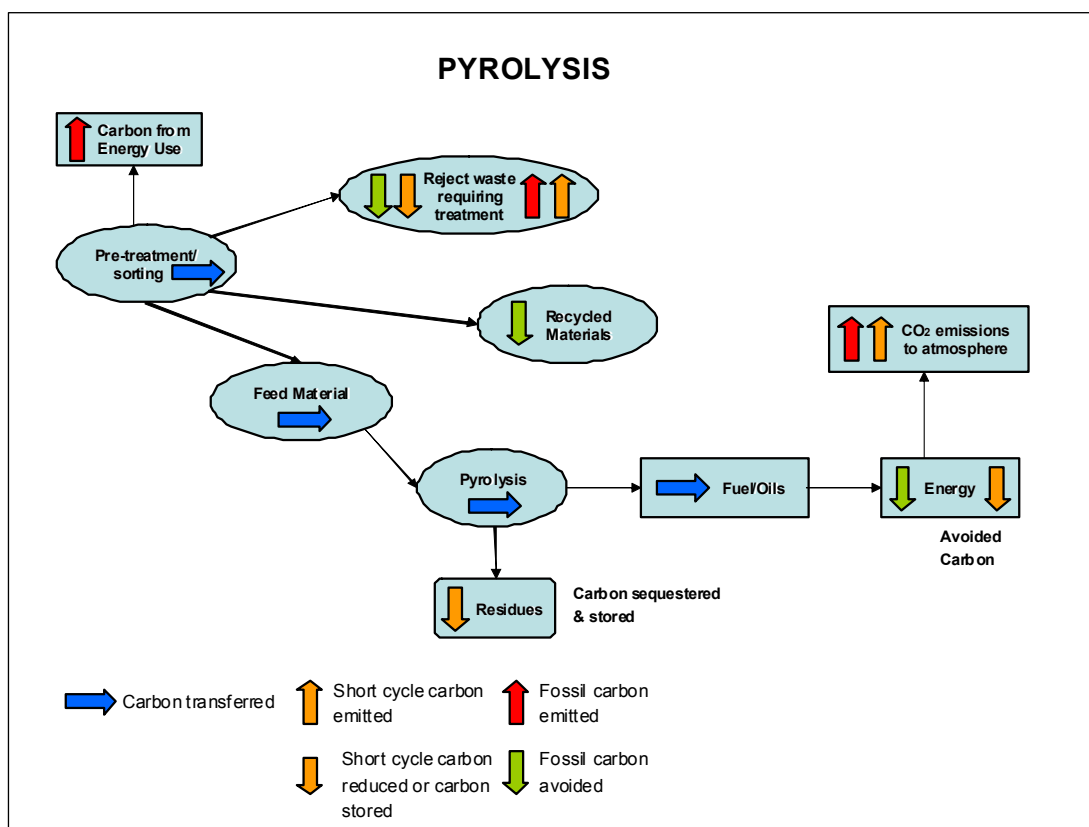 PYROLYSIS
Carbon from
Energy Use
Reject waste
requiring
treatment
Pre-treatment/
sorting
Recycled
Materials
CO₂ emissions
to atmosphere
Feed Material
Pyrolysis
Fuel/Oils
Energy
Avoided
Carbon
Residues
Carbon sequestered
& stored
Carbon transferred
Short cycle carbon
emitted
Fossil carbon
emitted
Short cycle carbon
reduced or carbon
stored
Fossil carbon
avoided